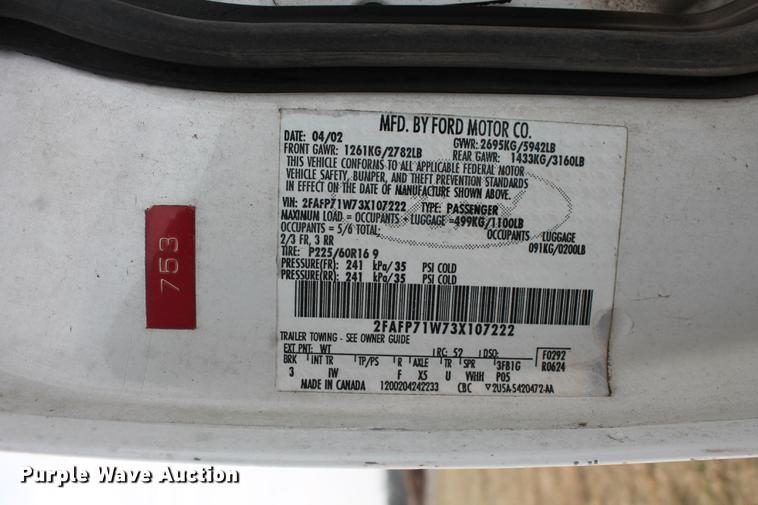 MFD. BY FORD MOTOR CO.
DATE: 04/02
GVWR: 2695KG/5942LB
FRONT GAWR: 1261KG/2782LB
REAR GAWR: 1433KG/3160LB
THIS VEHICLE CONFORMS TO ALL APPLICABLE FEDERAL MOTOR
VEHICLE SAFETY, BUMPER, AND THEFT PREVENTION STANDARDS
IN EFFECT ON THE DATE OF MANUFACTURE SHOWN ABOVE.
VIN: 2FAFP71W73X107222 TYPE: PASSENGER
MAXIMUM LOAD = OCCUPANTS + LUGGAGE =499KG/1100LB
OCCUPANTS = 5/6 TOTAL: OCCUPANTS LUGGAGE
2/3 FR, 3 RR 091KG/0200LB
TIRE: P225/60R16 9
PRESSURE(FR): 241 kPa/35 PSI COLD
PRESSURE(RR): 241 kPa/35 PSI COLD
2FAFP71W73X107222
TRAILER TOWING - SEE OWNER GUIDE
EXT PNT: WT RC: 52 DSO: F0292
BRK INT TR TP/PS R AXLE TR SPR 3FB1G R0624
3 IW F X5 U WHH P05
MADE IN CANADA 1200204242233 CBC ▽2U5A-5420472-AA
753
Purple Wave Auction